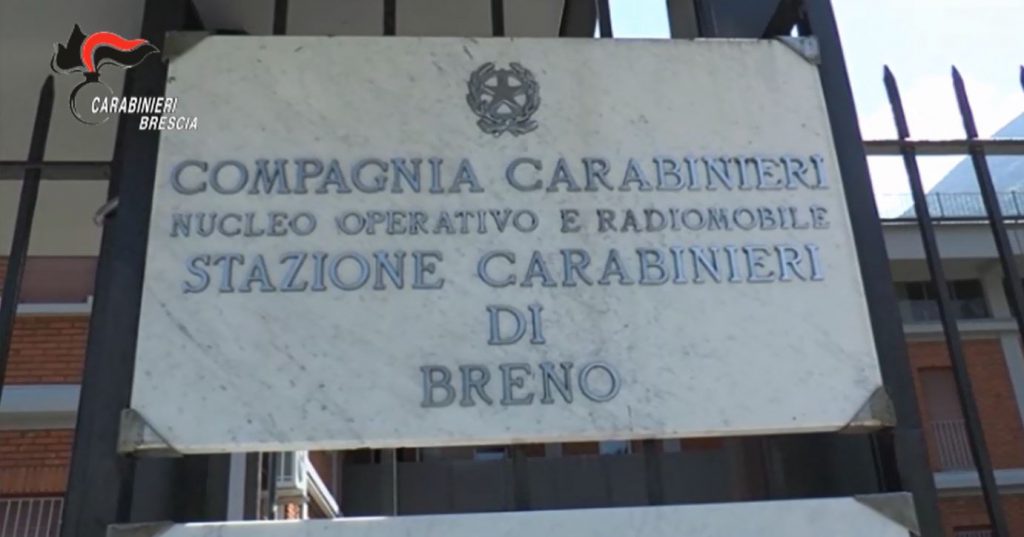 CARABINIERI
BRESCIA
COMPAGNIA CARABINIERI
NUCLEO OPERATIVO E RADIOMOBILE
STAZIONE CARABINIERI
DI
BRENO